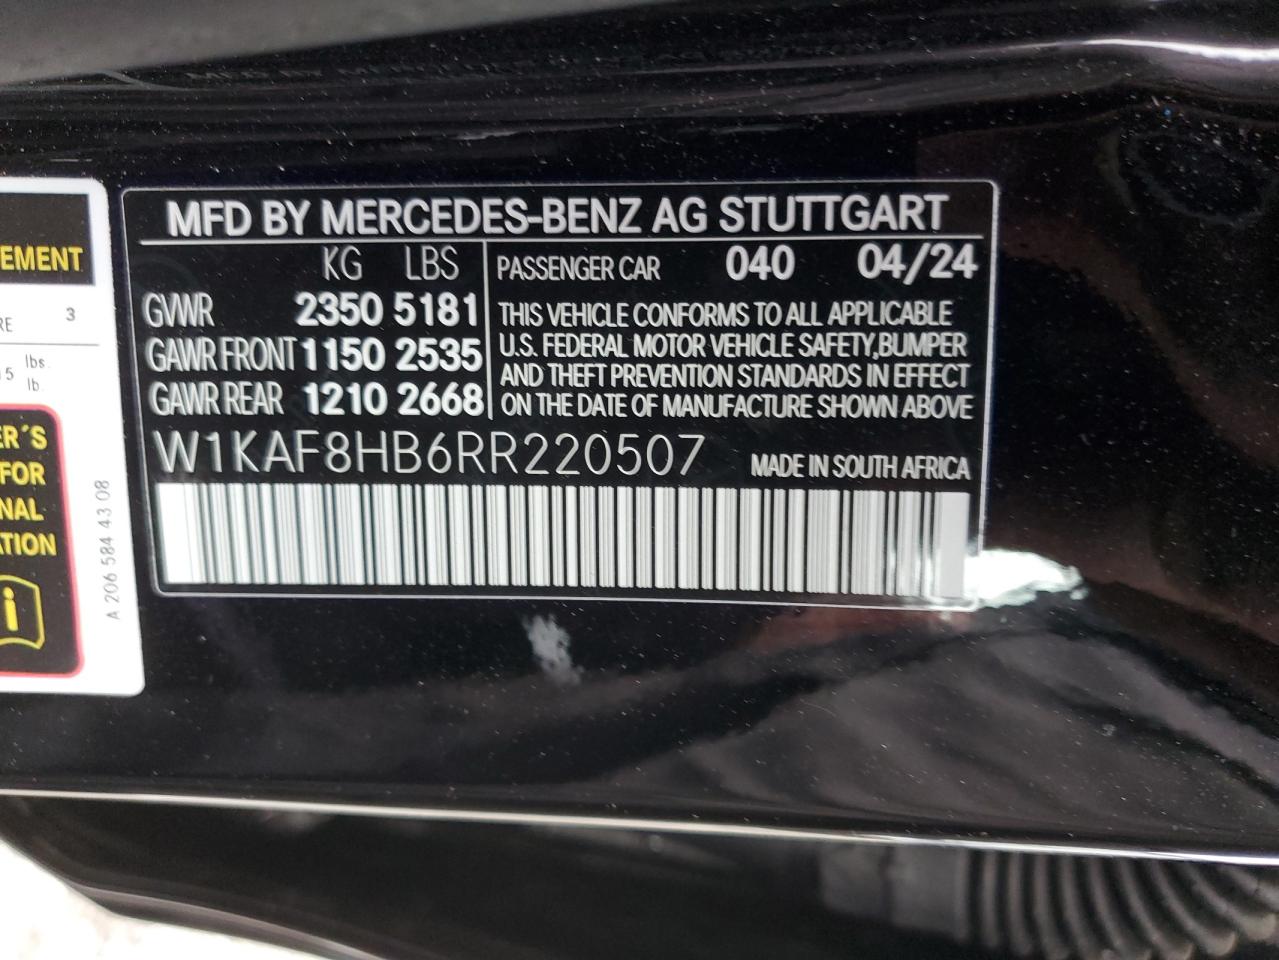 MFD BY MERCEDES-BENZ AG STUTTGART
KG LBS
GVWR 2350 5181
GAWR FRONT 1150 2535
GAWR REAR 1210 2668
PASSENGER CAR 040 04/24
THIS VEHICLE CONFORMS TO ALL APPLICABLE
U.S. FEDERAL MOTOR VEHICLE SAFETY,BUMPER
AND THEFT PREVENTION STANDARDS IN EFFECT
ON THE DATE OF MANUFACTURE SHOWN ABOVE
W1KAF8HB6RR220507 MADE IN SOUTH AFRICA
EMENT
RE 3
5 lbs.
lb.
ER'S
FOR
NAL
TION
i
A 206 584 43 08